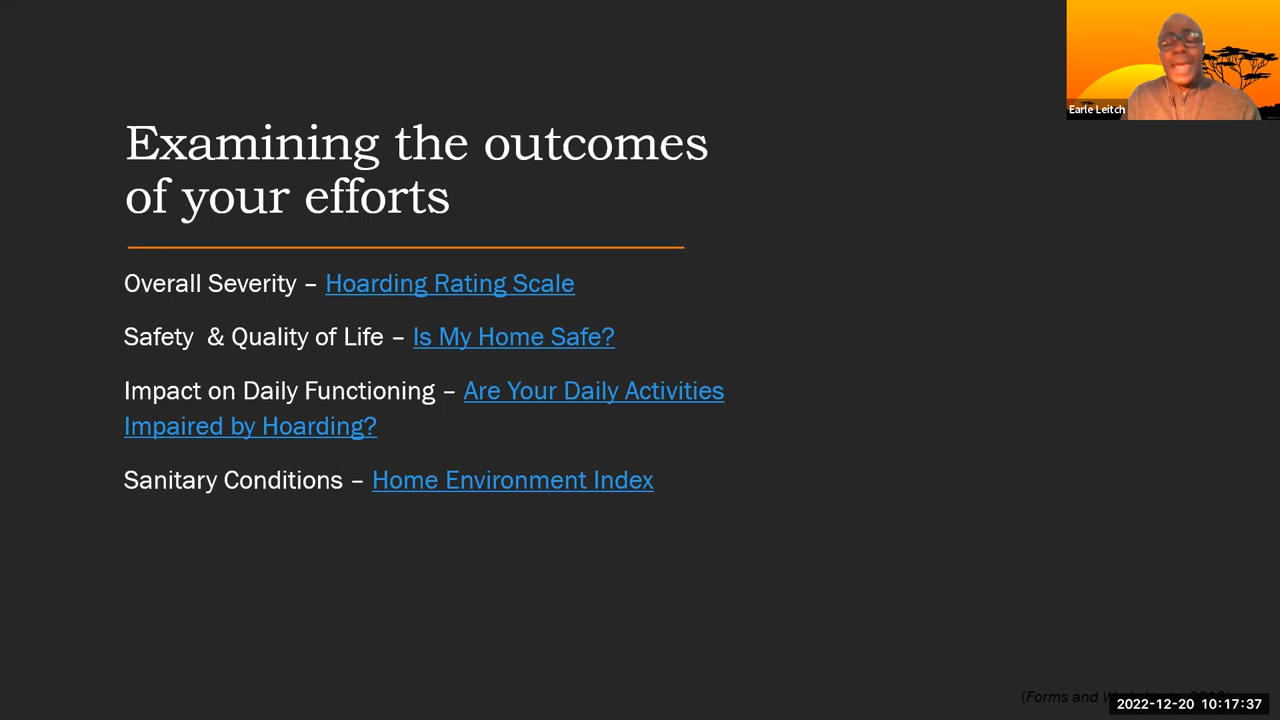 Earle Leitch
Examining the outcomes
of your efforts
Overall Severity – Hoarding Rating Scale
Safety  & Quality of Life – Is My Home Safe?
Impact on Daily Functioning – Are Your Daily Activities
Impaired by Hoarding?
Sanitary Conditions – Home Environment Index
(Forms and
2022-12-20 10:17:37